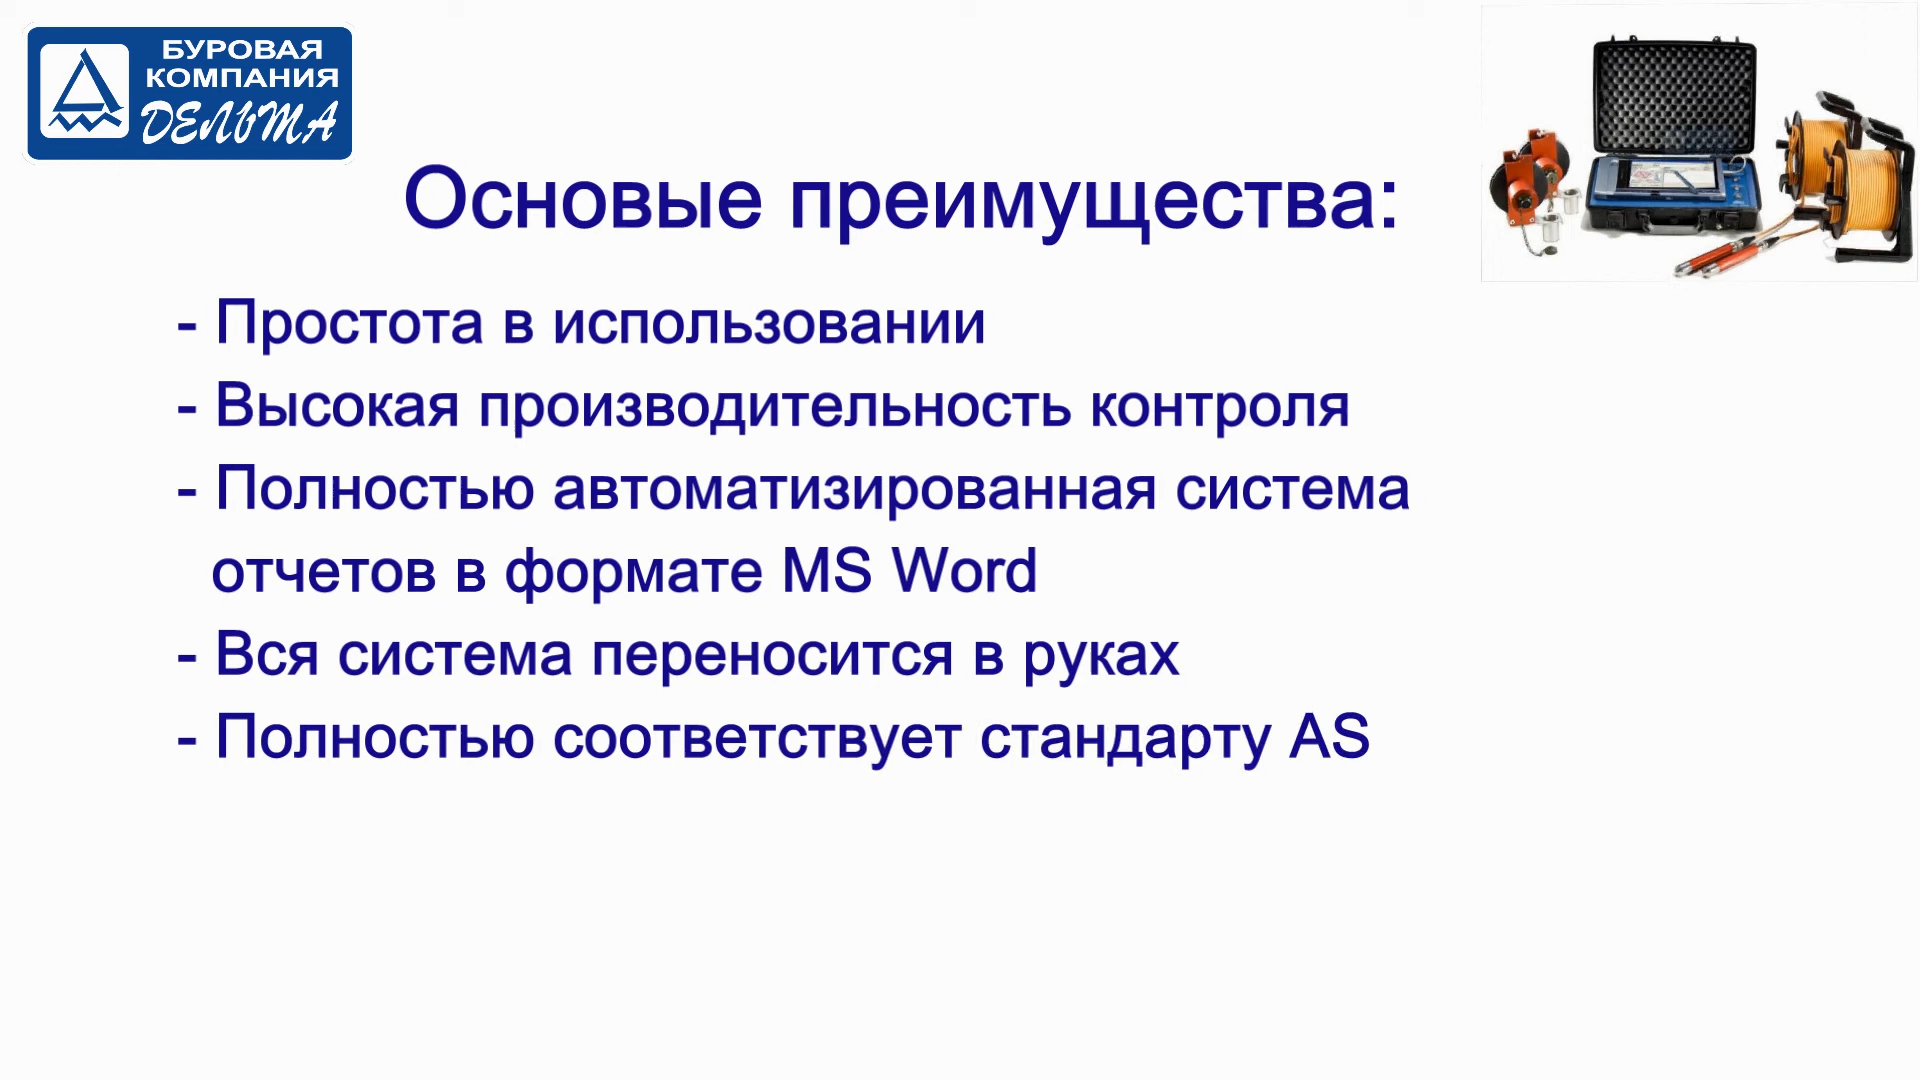 БУРОВАЯ
КОМПАНИЯ
ДЕЛЬТА
Основые преимущества:
- Простота в использовании
- Высокая производительность контроля
- Полностью автоматизированная система
отчетов в формате MS Word
- Вся система переносится в руках
- Полностью соответствует стандарту AS